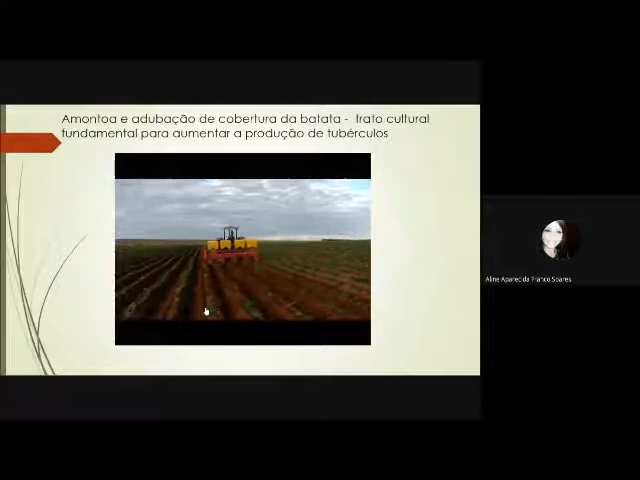 Amontoa e adubação de cobertura da batata - trato cultural
fundamental para aumentar a produção de tubérculos
Aline Aparecida Franco Soares